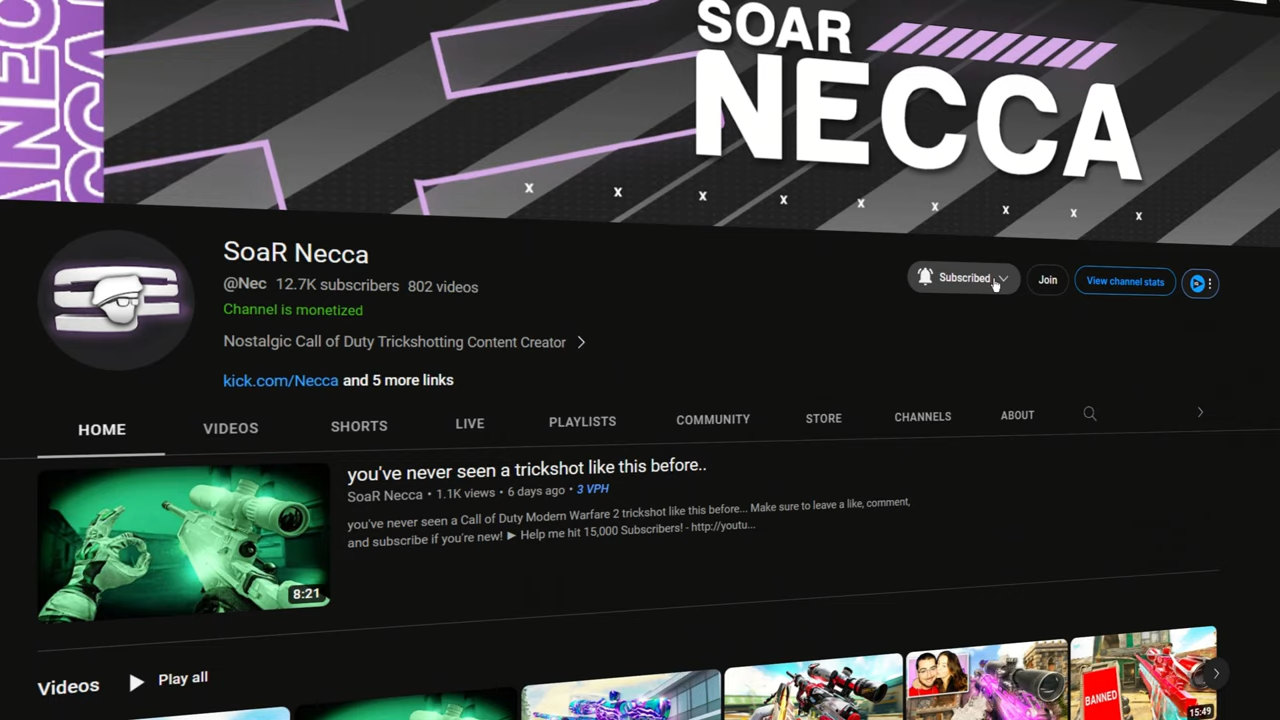 SOAR
NECCA
SoaR Necca
@Nec 12.7K subscribers 802 videos
Channel is monetized
Nostalgic Call of Duty Trickshotting Content Creator
kick.com/Necca and 5 more links
Subscribed
Join
View channel stats
HOME VIDEOS SHORTS LIVE PLAYLISTS COMMUNITY STORE CHANNELS ABOUT
8:21
you've never seen a trickshot like this before..
SoaR Necca • 1.1K views • 6 days ago • 3 VPH
you've never seen a Call of Duty Modern Warfare 2 trickshot like this before... Make sure to leave a like, comment,
and subscribe if you're new! ▶ Help me hit 15,000 Subscribers! - http://youtu...
Videos Play all
BANNED
15:49